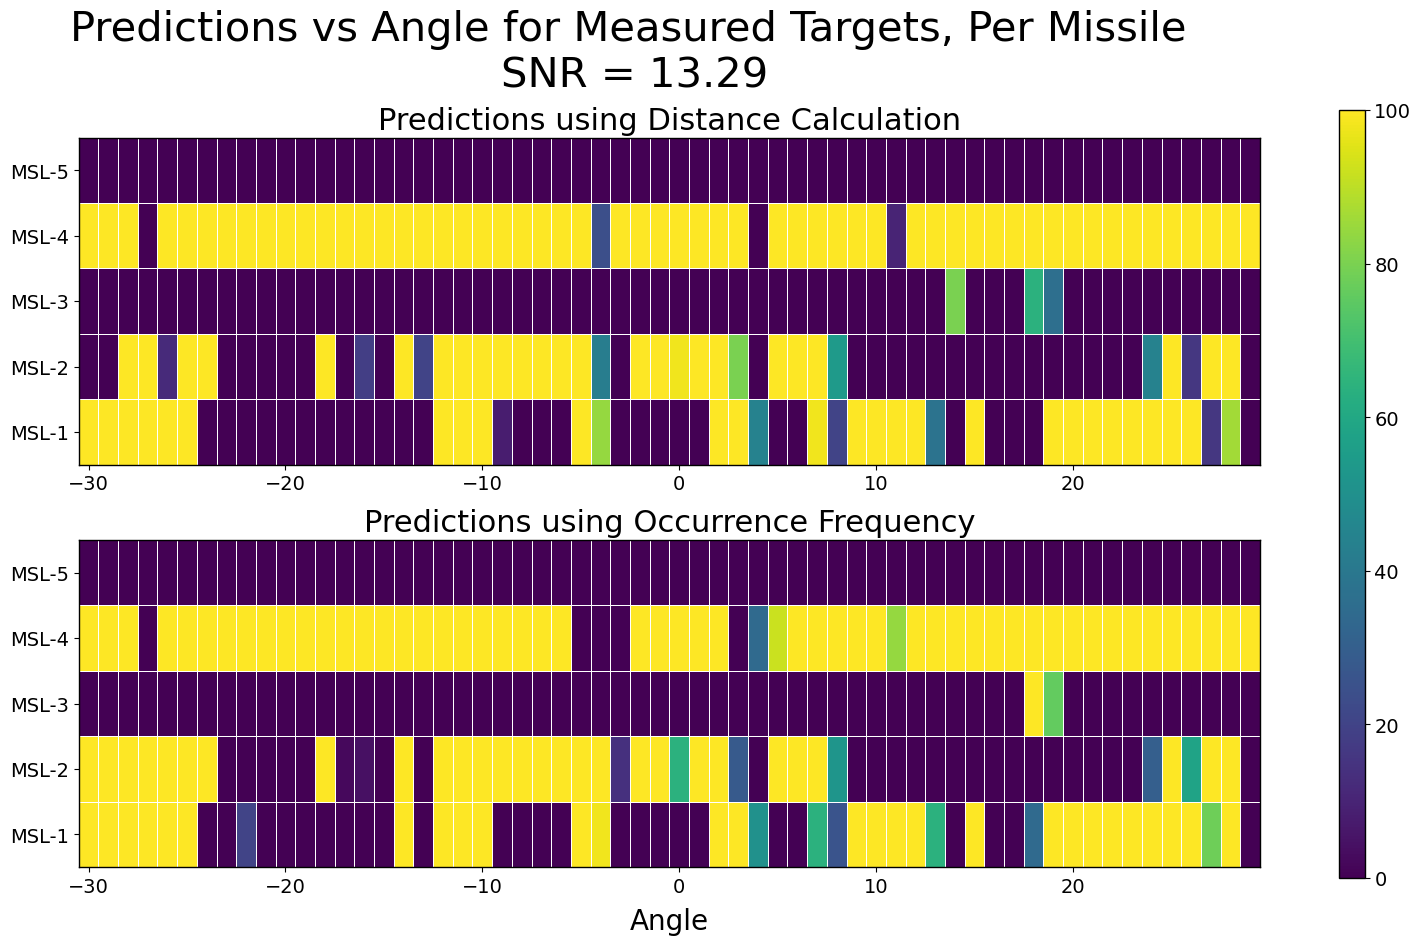 Predictions vs Angle for Measured Targets, Per Missile
SNR = 13.29
Predictions using Distance Calculation
MSL-5
MSL-4
MSL-3
MSL-2
MSL-1
−30 −20 −10 0 10 20
Predictions using Occurrence Frequency
MSL-5
MSL-4
MSL-3
MSL-2
MSL-1
−30 −20 −10 0 10 20
Angle
100
80
60
40
20
0